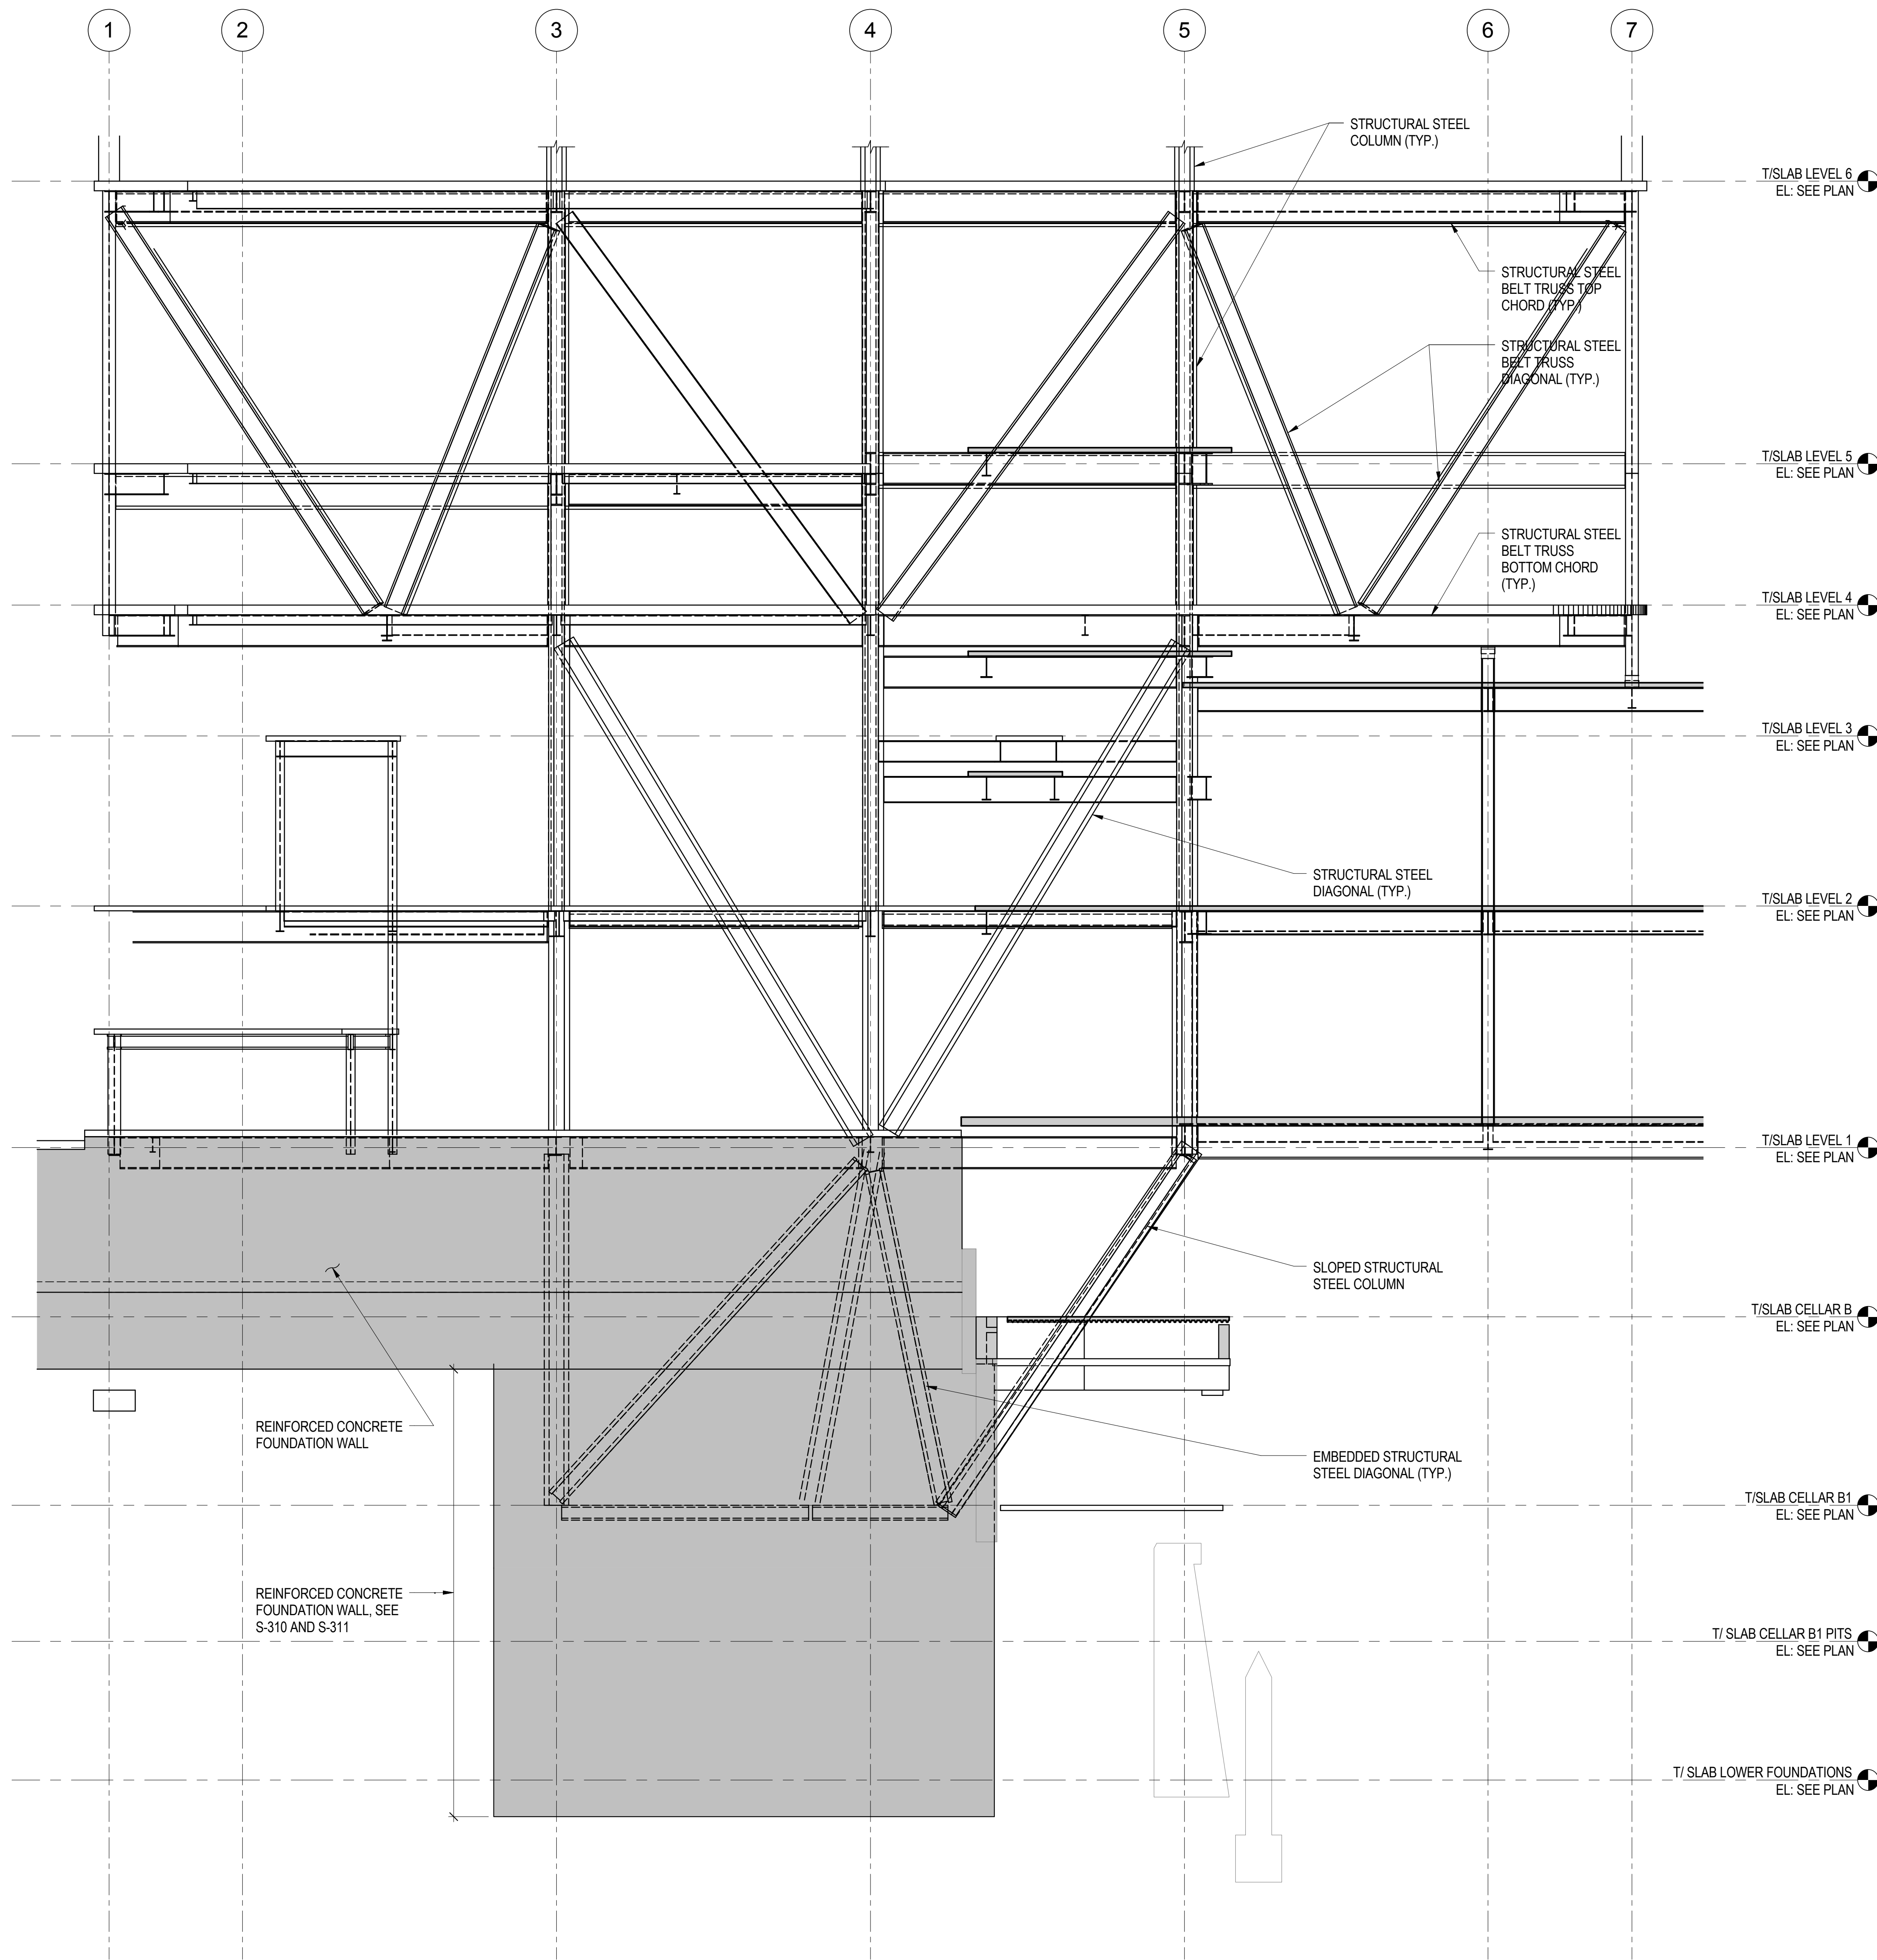 1
2
3
4
5
6
7
STRUCTURAL STEEL
COLUMN (TYP.)
T/SLAB LEVEL 6
EL: SEE PLAN
STRUCTURAL STEEL
BELT TRUSS TOP
CHORD (TYP.)
STRUCTURAL STEEL
BELT TRUSS
DIAGONAL (TYP.)
T/SLAB LEVEL 5
EL: SEE PLAN
STRUCTURAL STEEL
BELT TRUSS
BOTTOM CHORD
(TYP.)
T/SLAB LEVEL 4
EL: SEE PLAN
T/SLAB LEVEL 3
EL: SEE PLAN
STRUCTURAL STEEL
DIAGONAL (TYP.)
T/SLAB LEVEL 2
EL: SEE PLAN
T/SLAB LEVEL 1
EL: SEE PLAN
SLOPED STRUCTURAL
STEEL COLUMN
T/SLAB CELLAR B
EL: SEE PLAN
REINFORCED CONCRETE
FOUNDATION WALL
EMBEDDED STRUCTURAL
STEEL DIAGONAL (TYP.)
T/SLAB CELLAR B1
EL: SEE PLAN
REINFORCED CONCRETE
FOUNDATION WALL, SEE
S-310 AND S-311
T/ SLAB CELLAR B1 PITS
EL: SEE PLAN
T/ SLAB LOWER FOUNDATIONS
EL: SEE PLAN